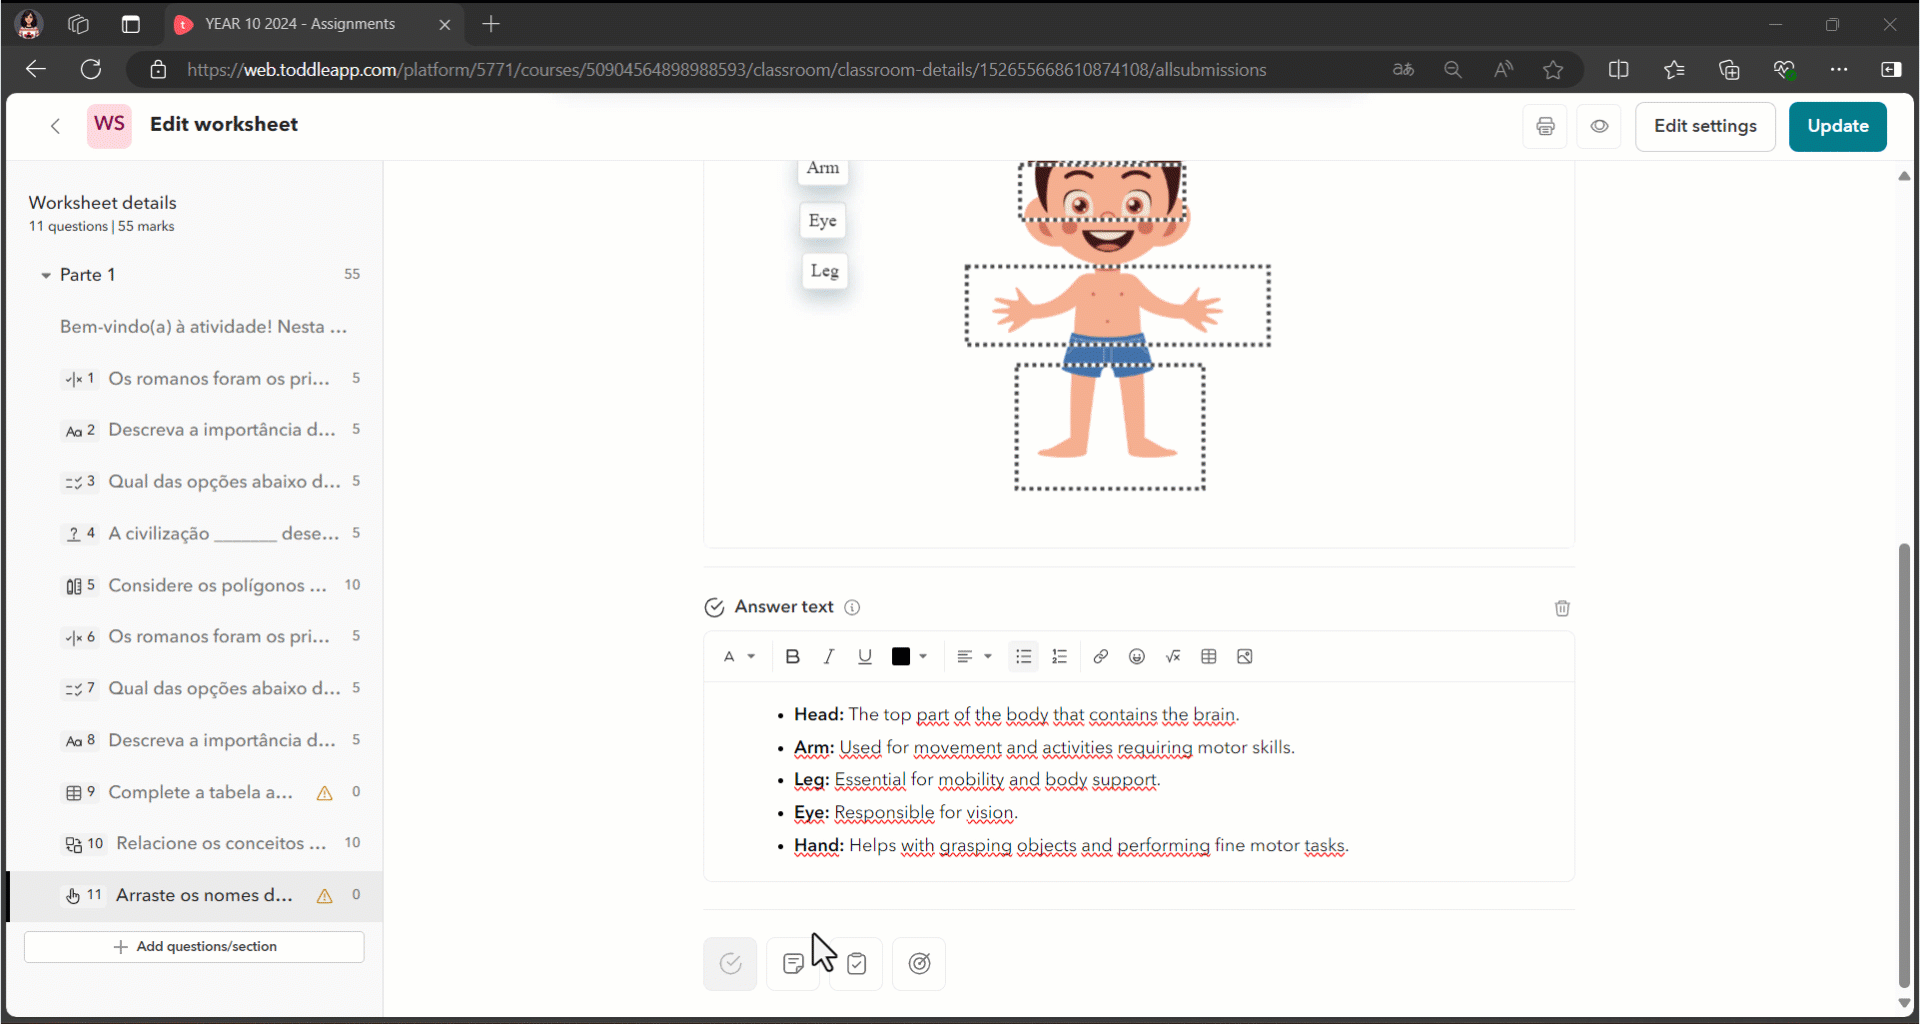 YEAR 10 2024 - Assignments
https://web.toddleapp.com/platform/5771/courses/50904564898988593/classroom/classroom-details/152655668610874108/allsubmissions
WS Edit worksheet
Edit settings
Update
Worksheet details
11 questions | 55 marks
Parte 1 55
Bem-vindo(a) à atividade! Nesta ...
1 Os romanos foram os pri... 5
Aa 2 Descreva a importância d... 5
3 Qual das opções abaixo d... 5
? 4 A civilização _______ dese... 5
5 Considere os polígonos ... 10
6 Os romanos foram os pri... 5
7 Qual das opções abaixo d... 5
Aa 8 Descreva a importância d... 5
9 Complete a tabela a... 0
10 Relacione os conceitos ... 10
11 Arraste os nomes d... 0
+ Add questions/section
Arm
Eye
Leg
Answer text
A B I U
• Head: The top part of the body that contains the brain.
• Arm: Used for movement and activities requiring motor skills.
• Leg: Essential for mobility and body support.
• Eye: Responsible for vision.
• Hand: Helps with grasping objects and performing fine motor tasks.